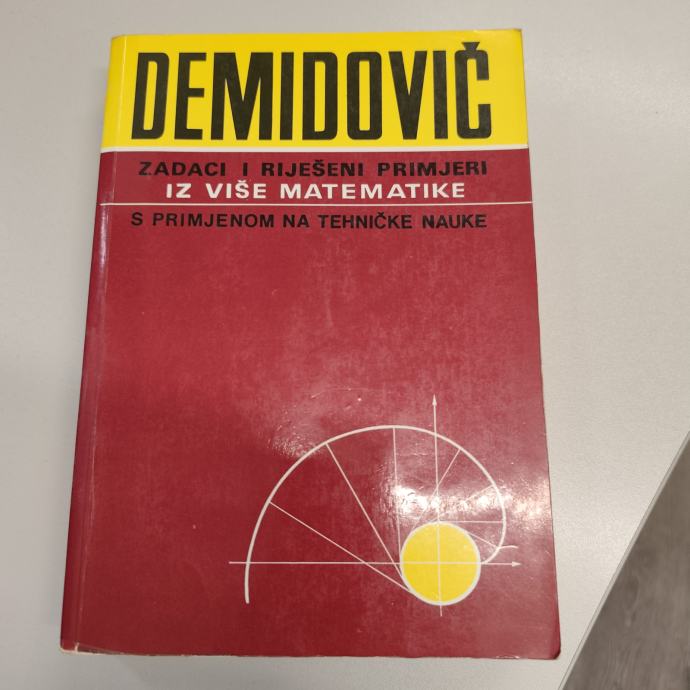 DEMIDOVIČ
ZADACI I RIJEŠENI PRIMJERI
IZ VIŠE MATEMATIKE
S PRIMJENOM NA TEHNIČKE NAUKE